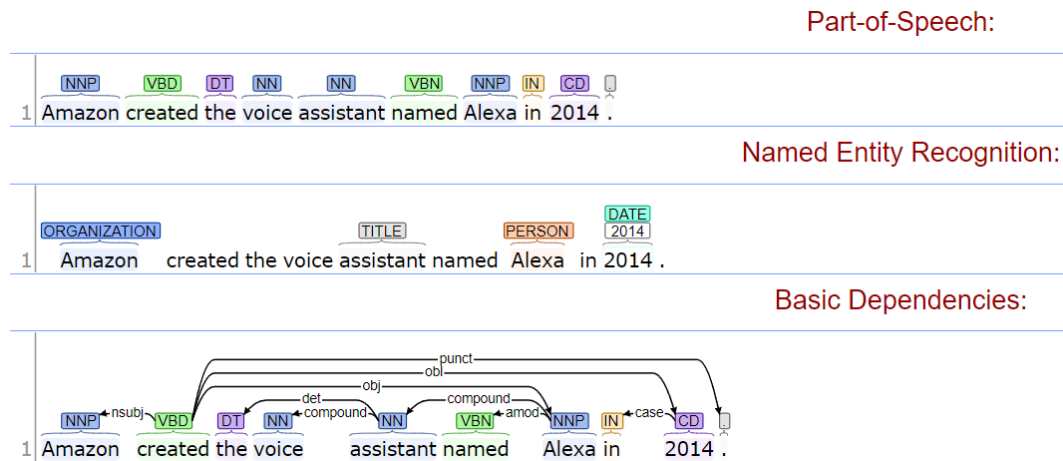 Part-of-Speech:
NNP VBD DT NN NN VBN NNP IN CD .
1 Amazon created the voice assistant named Alexa in 2014 .
Named Entity Recognition:
DATE
ORGANIZATION TITLE PERSON 2014
1 Amazon created the voice assistant named Alexa in 2014 .
Basic Dependencies:
punct
obl
obj
det compound
nsubj compound amod case
NNP VBD DT NN NN VBN NNP IN CD .
1 Amazon created the voice assistant named Alexa in 2014 .